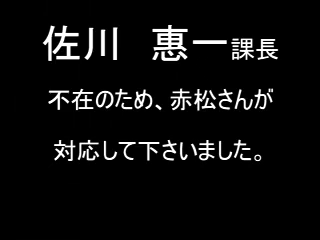 佐川　惠一課長
不在のため、赤松さんが
対応して下さいました。